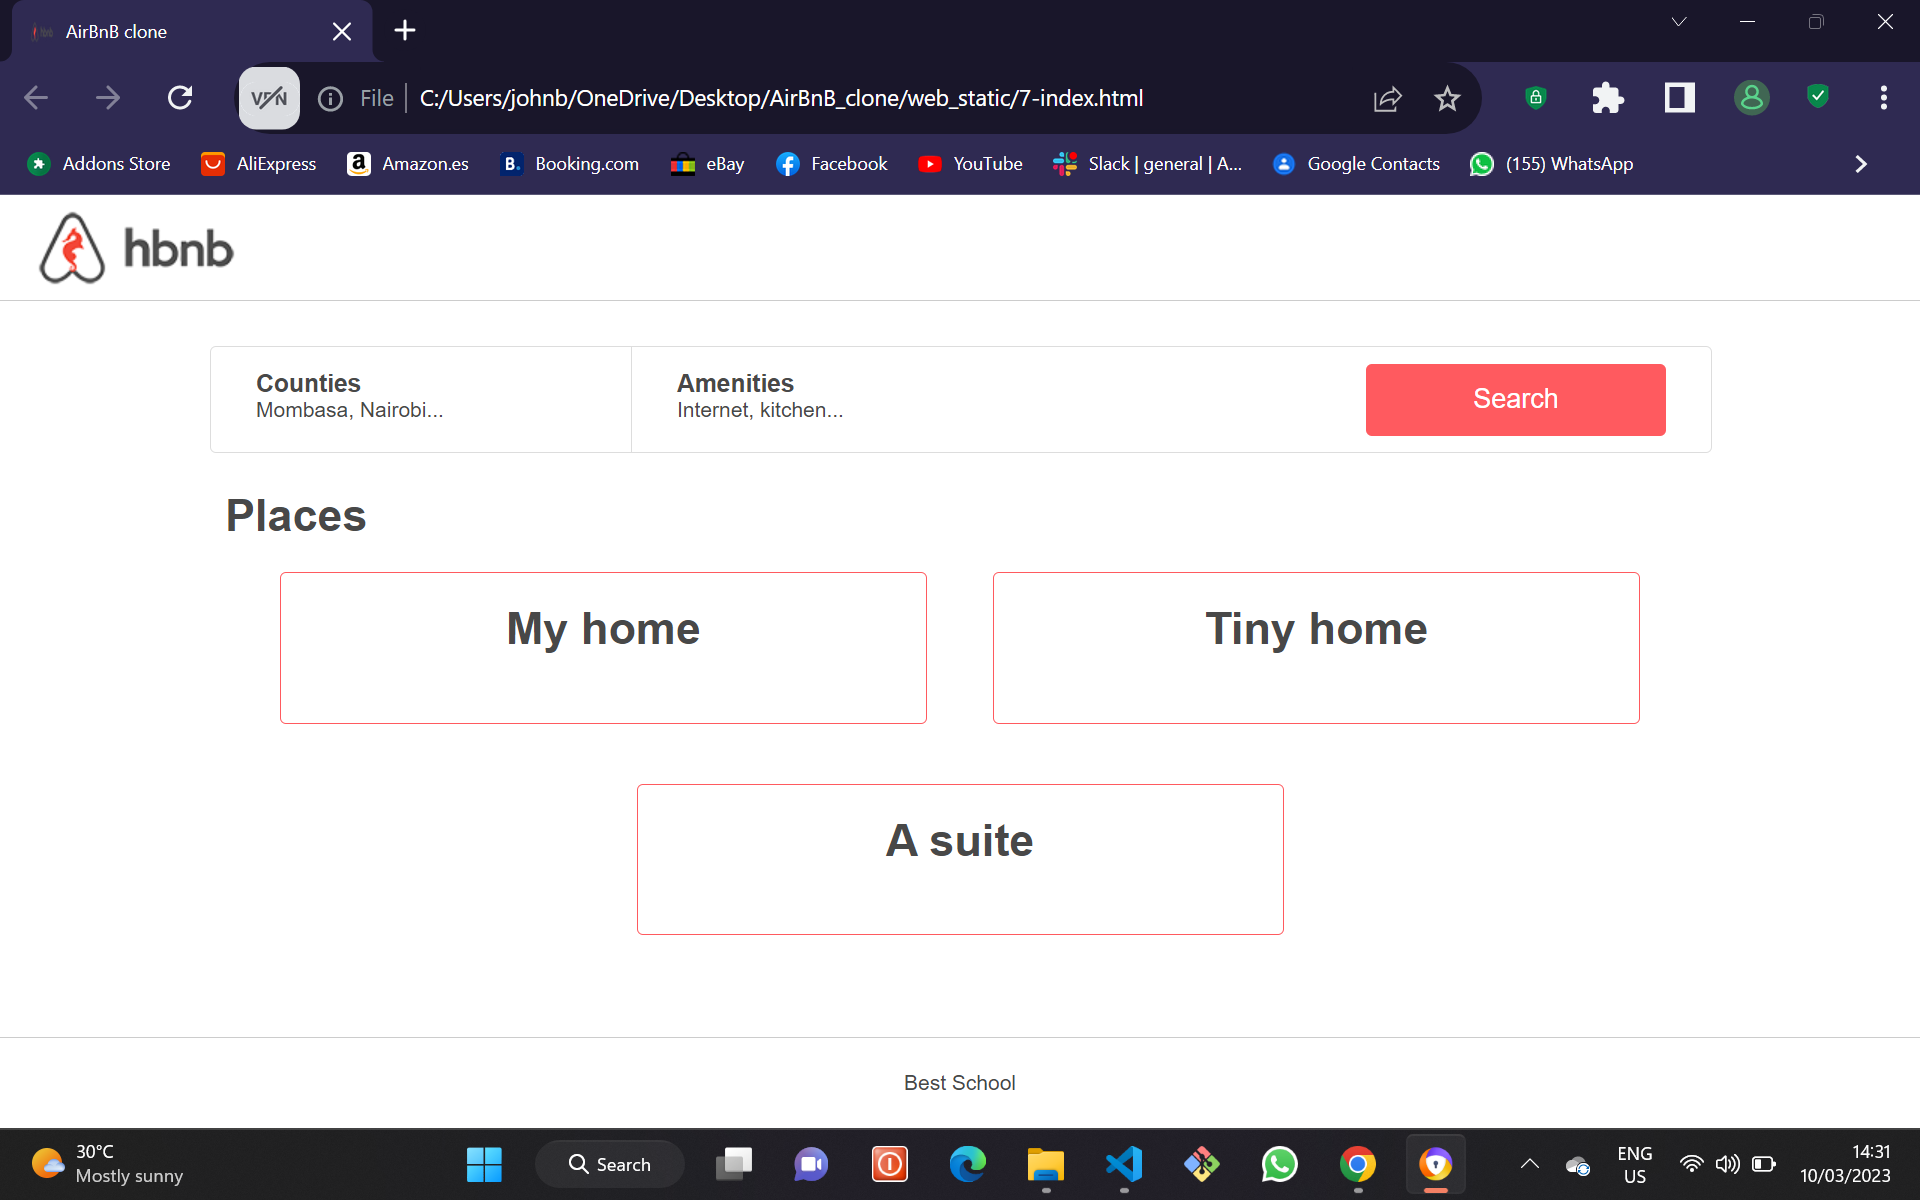 AirBnB clone
VPN
File
C:/Users/johnb/OneDrive/Desktop/AirBnB_clone/web_static/7-index.html
Addons Store
AliExpress
Amazon.es
Booking.com
eBay
Facebook
YouTube
Slack | general | A...
Google Contacts
(155) WhatsApp
hbnb
Counties
Mombasa, Nairobi...
Amenities
Internet, kitchen...
Search
Places
My home
Tiny home
A suite
Best School
30°C
Mostly sunny
Search
ENG
US
14:31
10/03/2023